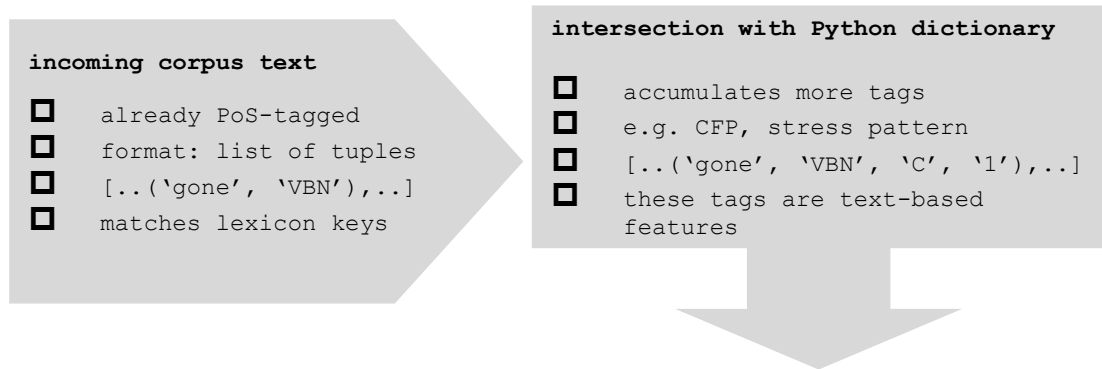 incoming corpus text
already PoS-tagged
format: list of tuples
[..(‘gone’, ‘VBN’),..]
matches lexicon keys
intersection with Python dictionary
accumulates more tags
e.g. CFP, stress pattern
[..(‘gone’, ‘VBN’, ‘C’, ‘1’),..]
these tags are text-based
features